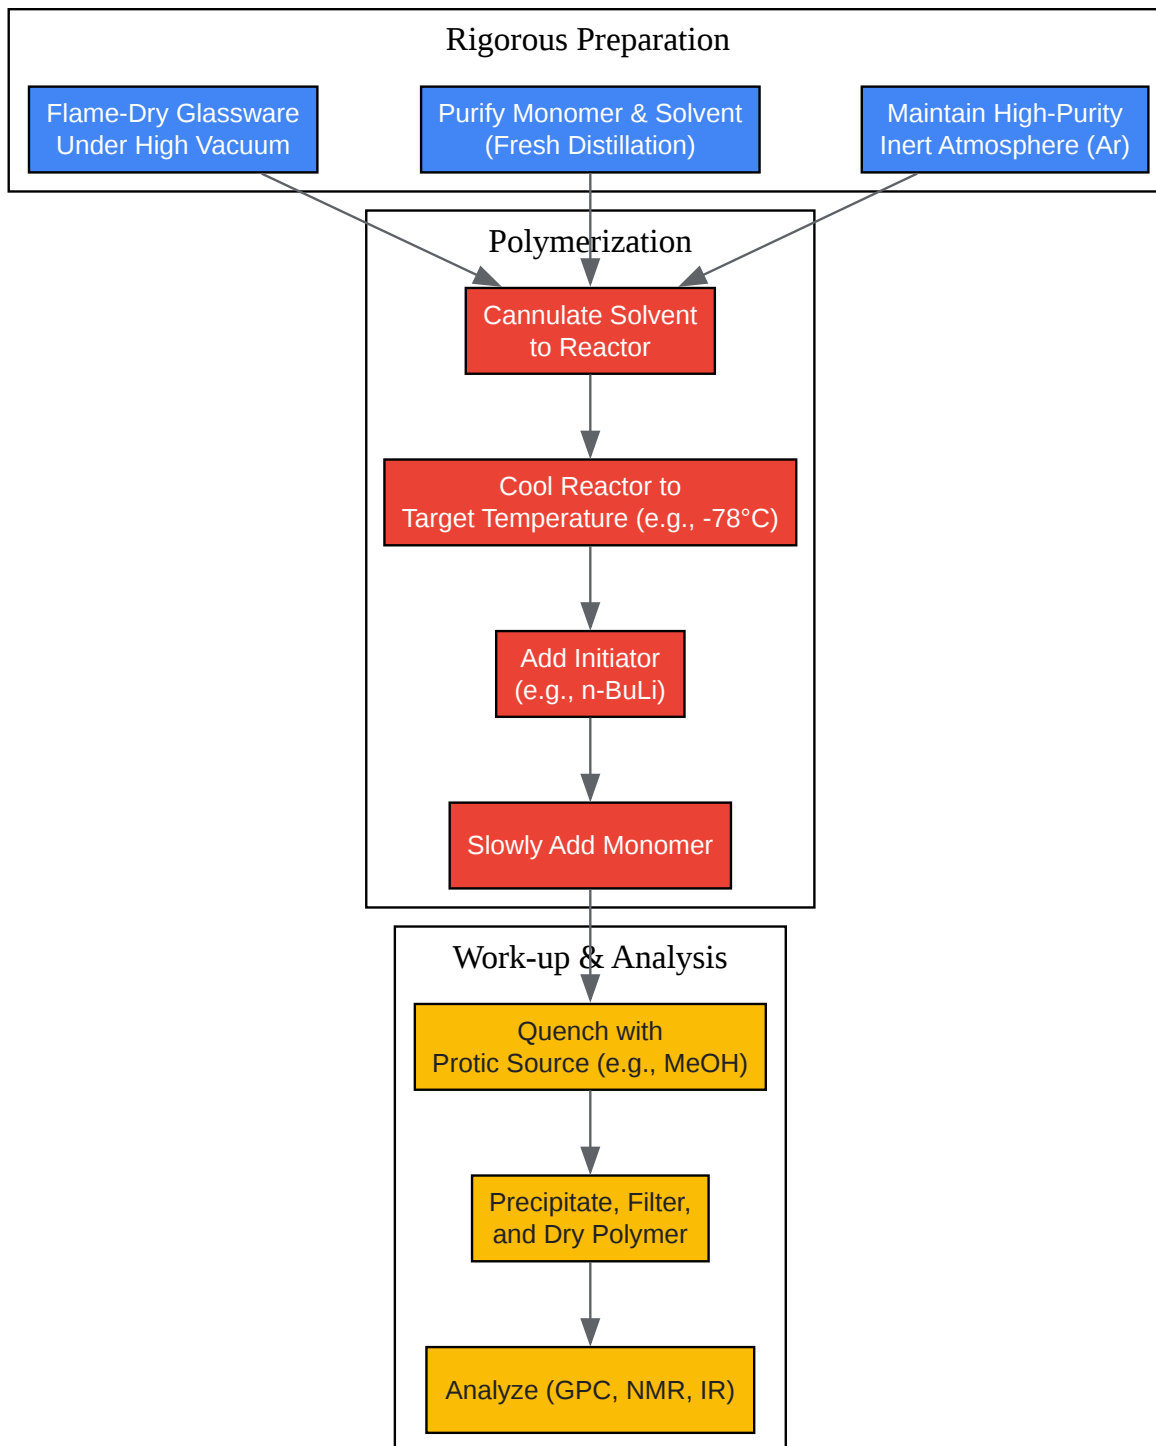 Rigorous Preparation
Flame-Dry Glassware
Under High Vacuum
Purify Monomer & Solvent
(Fresh Distillation)
Maintain High-Purity
Inert Atmosphere (Ar)
Polymerization
Cannulate Solvent
to Reactor
Cool Reactor to
Target Temperature (e.g., -78°C)
Add Initiator
(e.g., n-BuLi)
Slowly Add Monomer
Work-up & Analysis
Quench with
Protic Source (e.g., MeOH)
Precipitate, Filter,
and Dry Polymer
Analyze (GPC, NMR, IR)